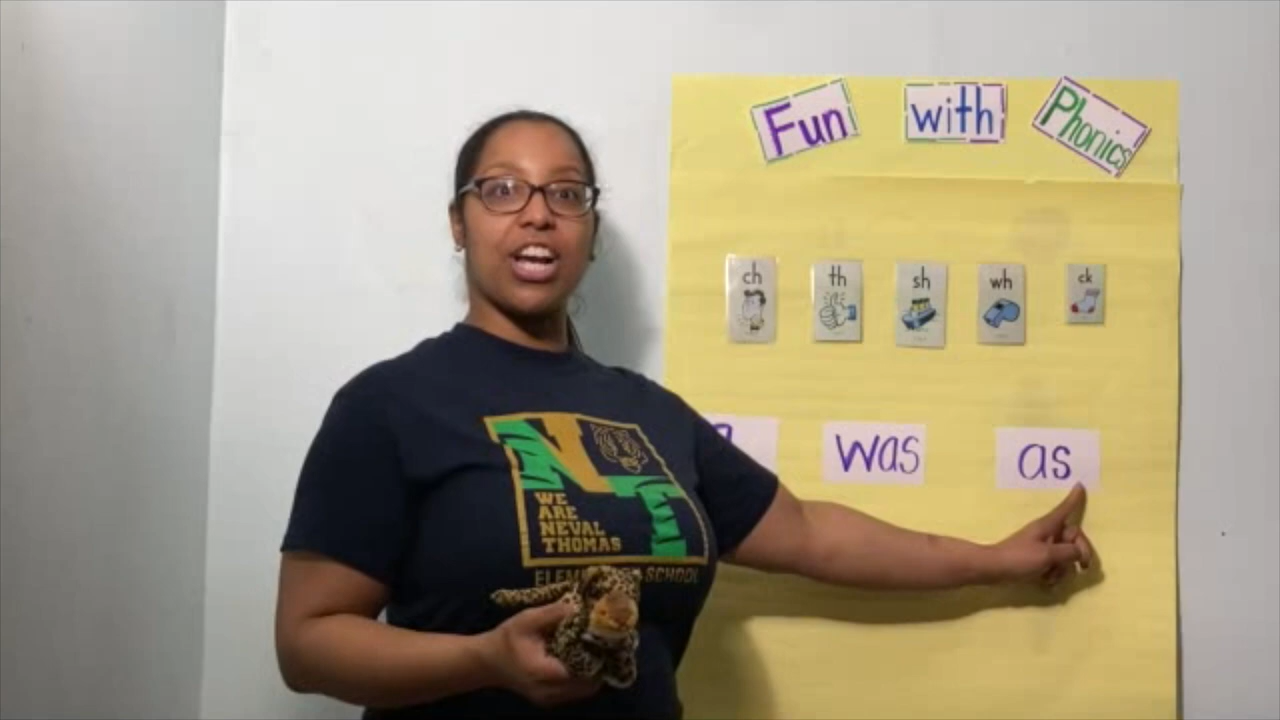 Fun with Phonics
ch th sh wh ck
was as
WE
ARE
NEVAL
THOMAS